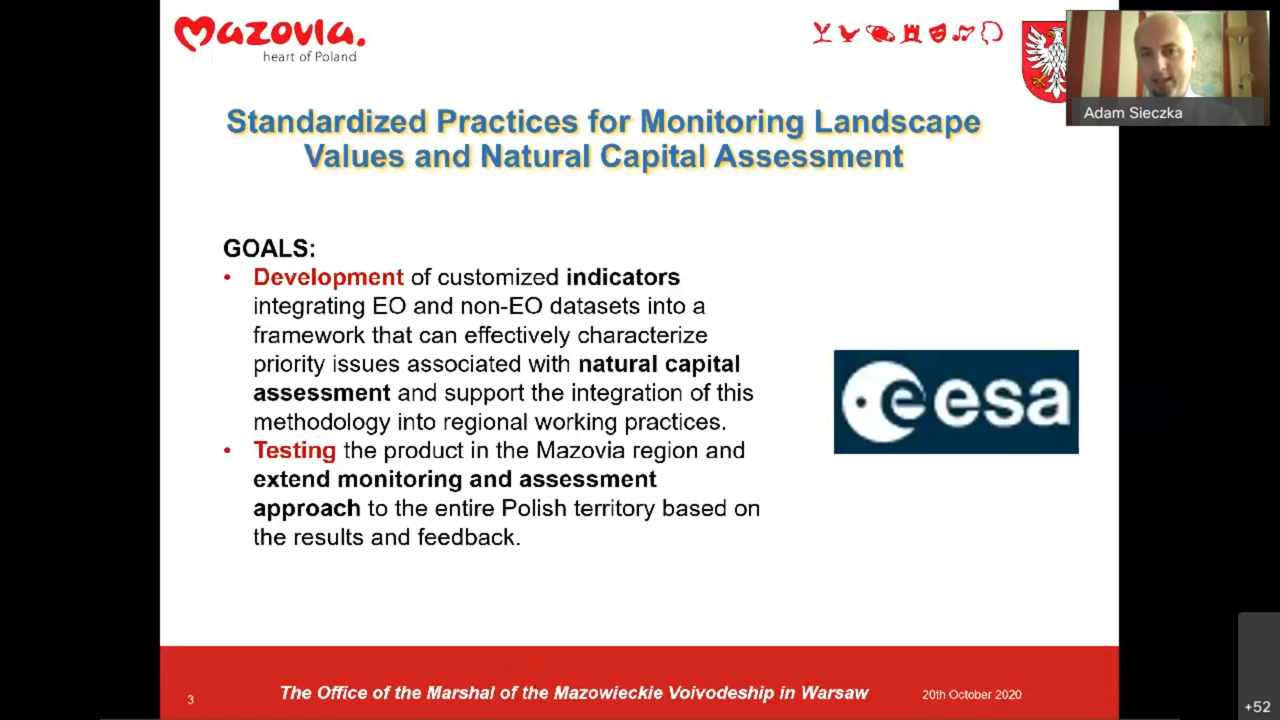 Mazovia.
heart of Poland
Adam Sieczka
Standardized Practices for Monitoring Landscape
Values and Natural Capital Assessment
GOALS:
• Development of customized indicators
integrating EO and non-EO datasets into a
framework that can effectively characterize
priority issues associated with natural capital
assessment and support the integration of this
methodology into regional working practices.
• Testing the product in the Mazovia region and
extend monitoring and assessment
approach to the entire Polish territory based on
the results and feedback.
esa
3
The Office of the Marshal of the Mazowieckie Voivodeship in Warsaw
20th October 2020
+52